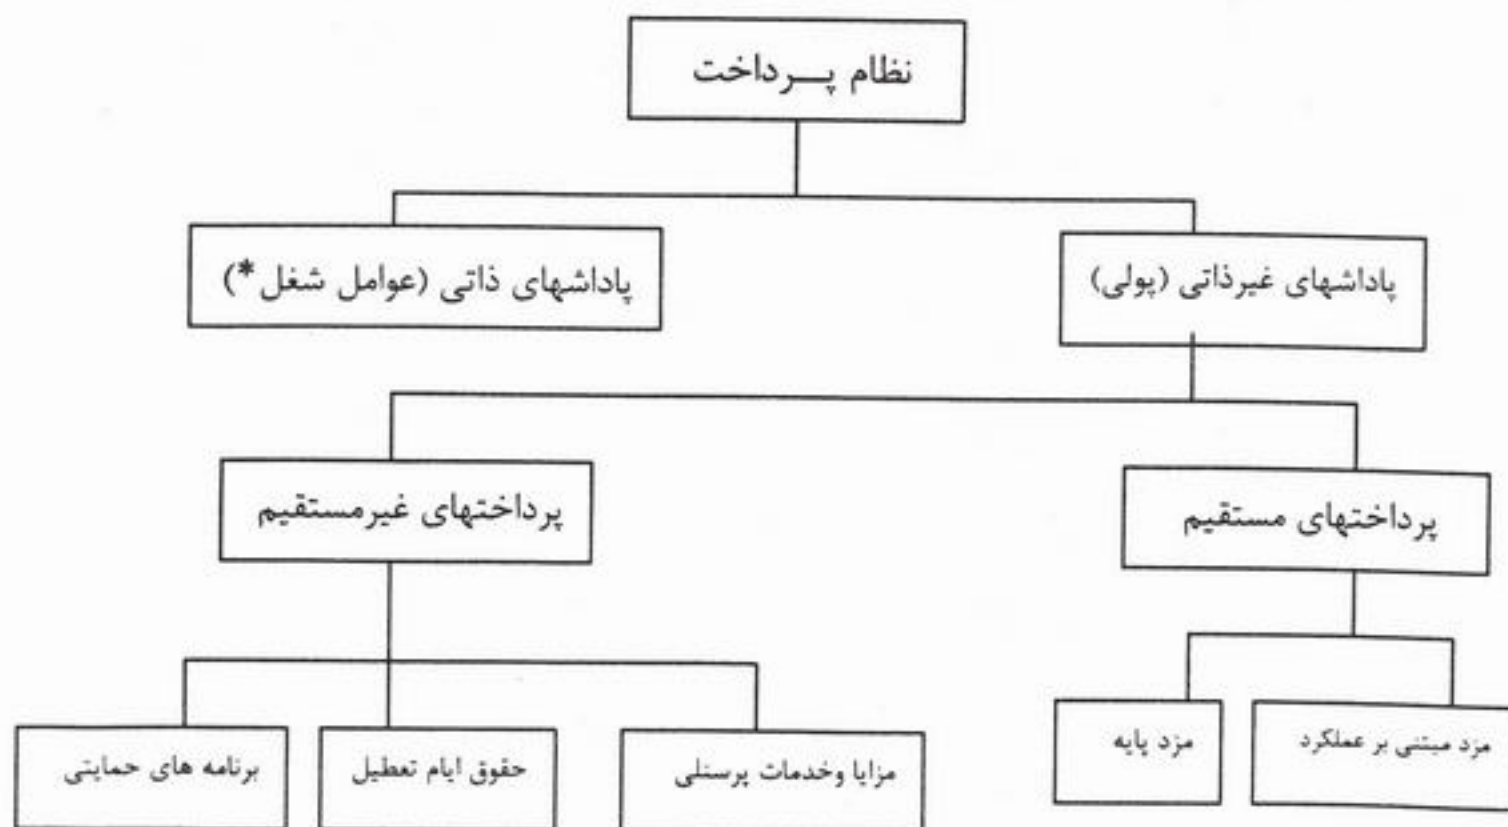 نظام پـــرداخت
پاداشهای غیرذاتی (پولی)
پاداشهای ذاتی (عوامل شغل*)
پرداختهای مستقیم
پرداختهای غیرمستقیم
مزد مبتنی بر عملکرد
مزد پایه
مزایا وخدمات پرسنلی
حقوق ایام تعطیل
برنامه های حمایتی